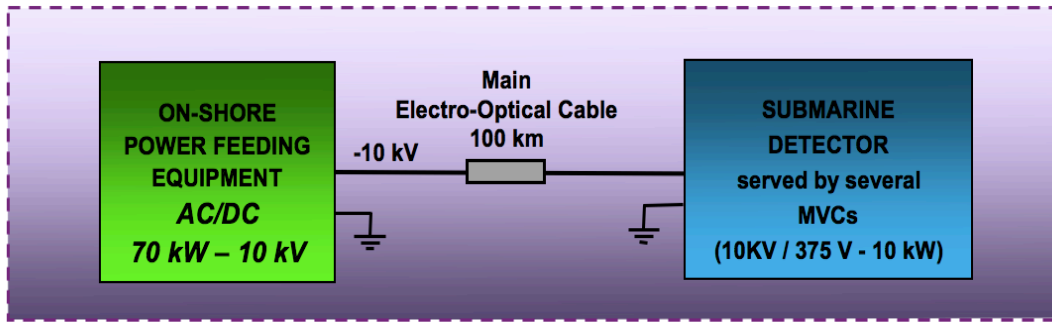 ON-SHORE
POWER FEEDING
EQUIPMENT
AC/DC
70 kW – 10 kV
-10 kV
Main
Electro-Optical Cable
100 km
SUBMARINE
DETECTOR
served by several
MVCs
(10KV / 375 V - 10 kW)